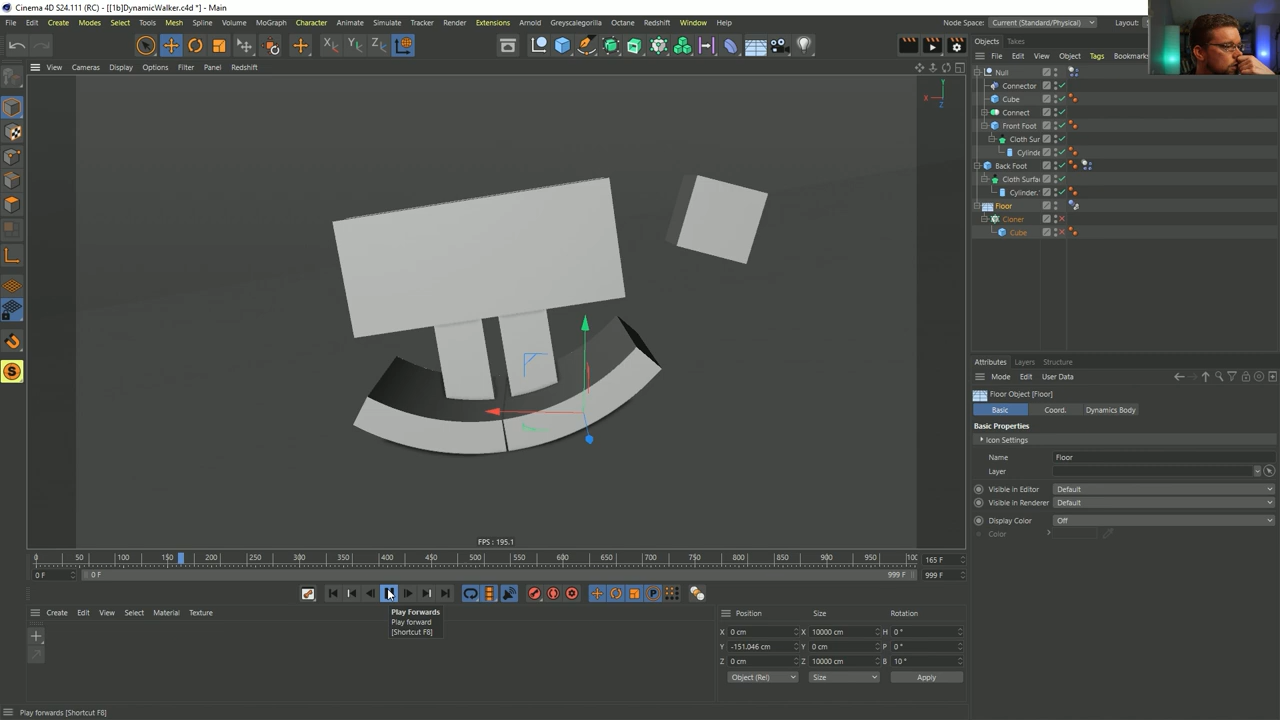 Cinema 4D S24.111 (RC) - [[1b]DynamicWalker.c4d *] - Main
File Create Modes Select Tools Mesh Spline Volume MoGraph Character Animate Simulate Tracker Render Extensions Arnold Greyscalegorilla Octane Redshift Window Help
Node Space: Current (Standard/Physical) Layout:
Objects Takes
View Cameras Display Options Filter Panel Redshift
File Edit View Object Tags Bookmarks
Null
Connector
Cube
Connect
Front Foot
Cloth Sur
Cylinde
Back Foot
Cloth Surfa
Cylinder.
Floor
Cloner
Cube
Y
X
Z
Attributes Layers Structure
Mode Edit User Data
Floor Object [Floor]
Basic Coord. Dynamics Body
Basic Properties
Icon Settings
Name Floor
Layer
Visible in Editor Default
Visible in Renderer Default
Display Color Off
Color
FPS : 195.1
0 50 100 150 200 250 300 350 400 450 500 550 600 650 700 750 800 850 900 950 100 165 F
0 F 0 F 999 F 999 F
Play Forwards
Play forward
[Shortcut F8]
Create Edit View Select Material Texture
Position Size Rotation
X 0 cm X 10000 cm H 0 °
Y -151.046 cm Y 0 cm P 0 °
Z 0 cm Z 10000 cm B 10 °
Object (Rel) Size Apply
Play forwards [Shortcut F8]